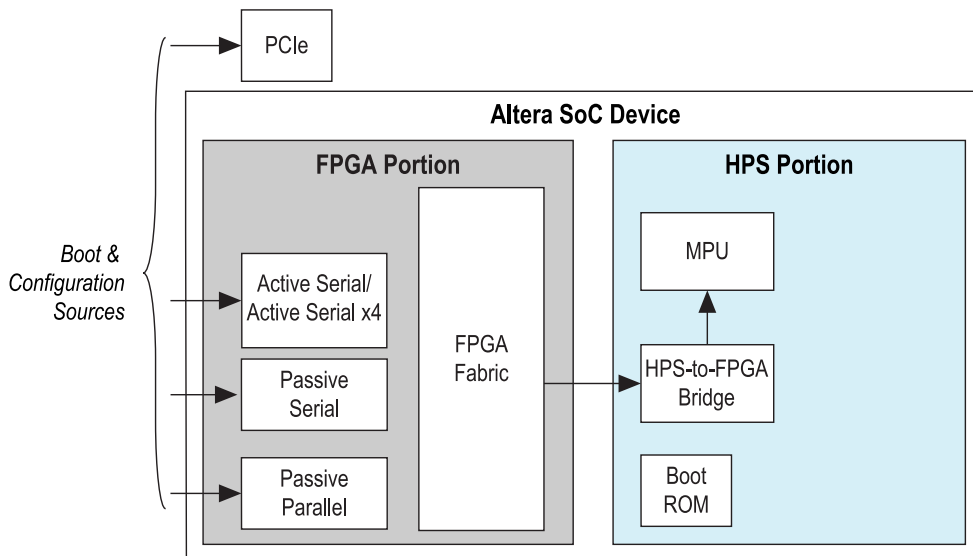 PCIe
Altera SoC Device
FPGA Portion
HPS Portion
Boot &
Configuration
Sources
Active Serial/
Active Serial x4
Passive
Serial
Passive
Parallel
FPGA
Fabric
MPU
HPS-to-FPGA
Bridge
Boot
ROM